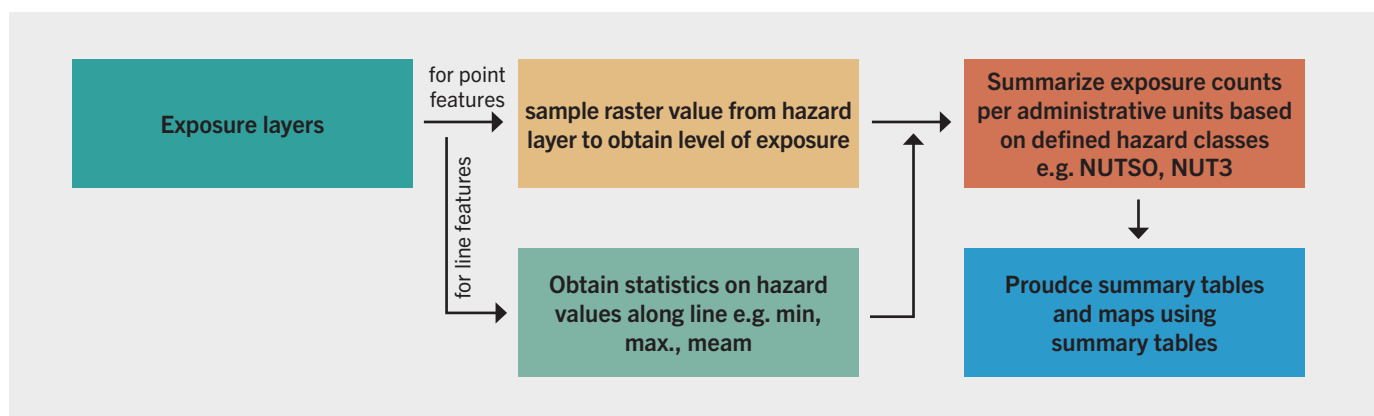 Exposure layers
for point
features
for line features
sample raster value from hazard
layer to obtain level of exposure
Obtain statistics on hazard
values along line e.g. min,
max., meam
Summarize exposure counts
per administrative units based
on defined hazard classes
e.g. NUTSO, NUT3
Proudce summary tables
and maps using
summary tables